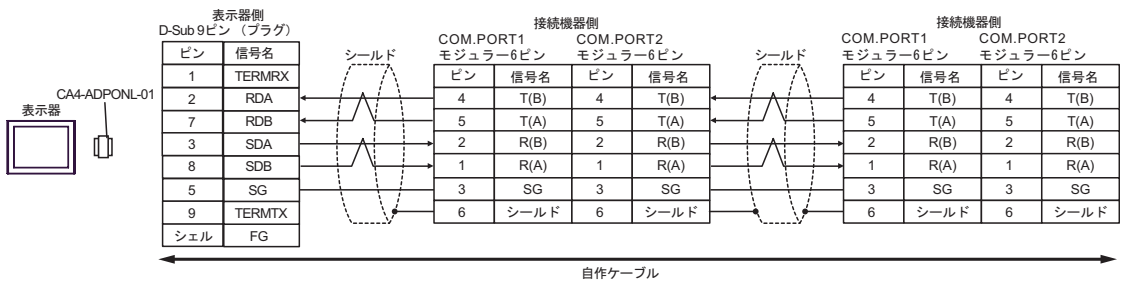 表示器側
D-Sub 9ピン （プラグ）
ピン 信号名
1 TERMRX
2 RDA
7 RDB
3 SDA
8 SDB
5 SG
9 TERMTX
シェル FG
表示器
CA4-ADPONL-01
シールド
接続機器側
COM.PORT1 COM.PORT2
モジュラー6ピン モジュラー6ピン
ピン 信号名 ピン 信号名
4 T(B) 4 T(B)
5 T(A) 5 T(A)
2 R(B) 2 R(B)
1 R(A) 1 R(A)
3 SG 3 SG
6 シールド 6 シールド
シールド
接続機器側
COM.PORT1 COM.PORT2
モジュラー6ピン モジュラー6ピン
ピン 信号名 ピン 信号名
4 T(B) 4 T(B)
5 T(A) 5 T(A)
2 R(B) 2 R(B)
1 R(A) 1 R(A)
3 SG 3 SG
6 シールド 6 シールド
自作ケーブル